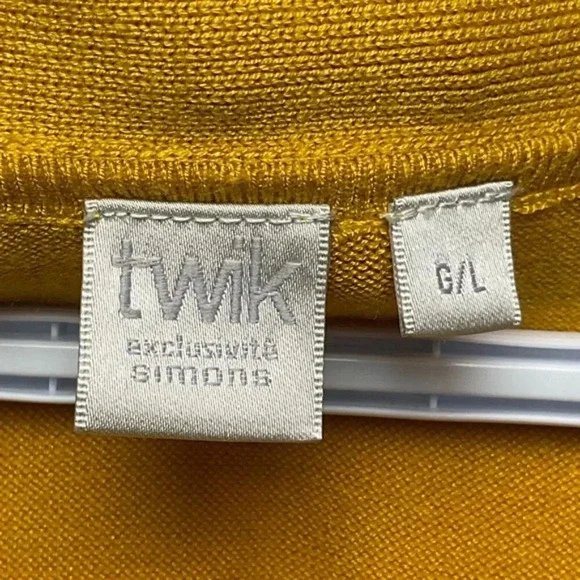 twik
exclusivité
simons
G/L